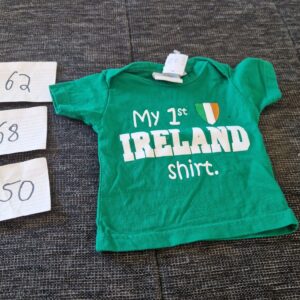 62
68
50
My 1st
IRELAND
shirt.